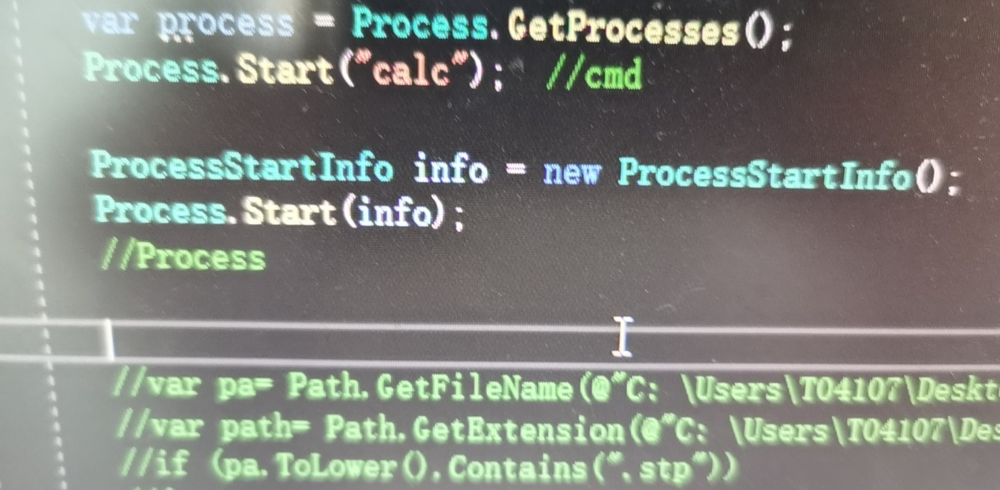 var process = Process.GetProcesses();
Process.Start("calc"); //cmd
ProcessStartInfo info = new ProcessStartInfo();
Process.Start(info);
//Process
//var pa= Path.GetFileName(@"C: \Users\T04107\Deskt
//var path= Path.GetExtension(@"C: \Users\T04107\Des
//if (pa.ToLower().Contains(".stp"))